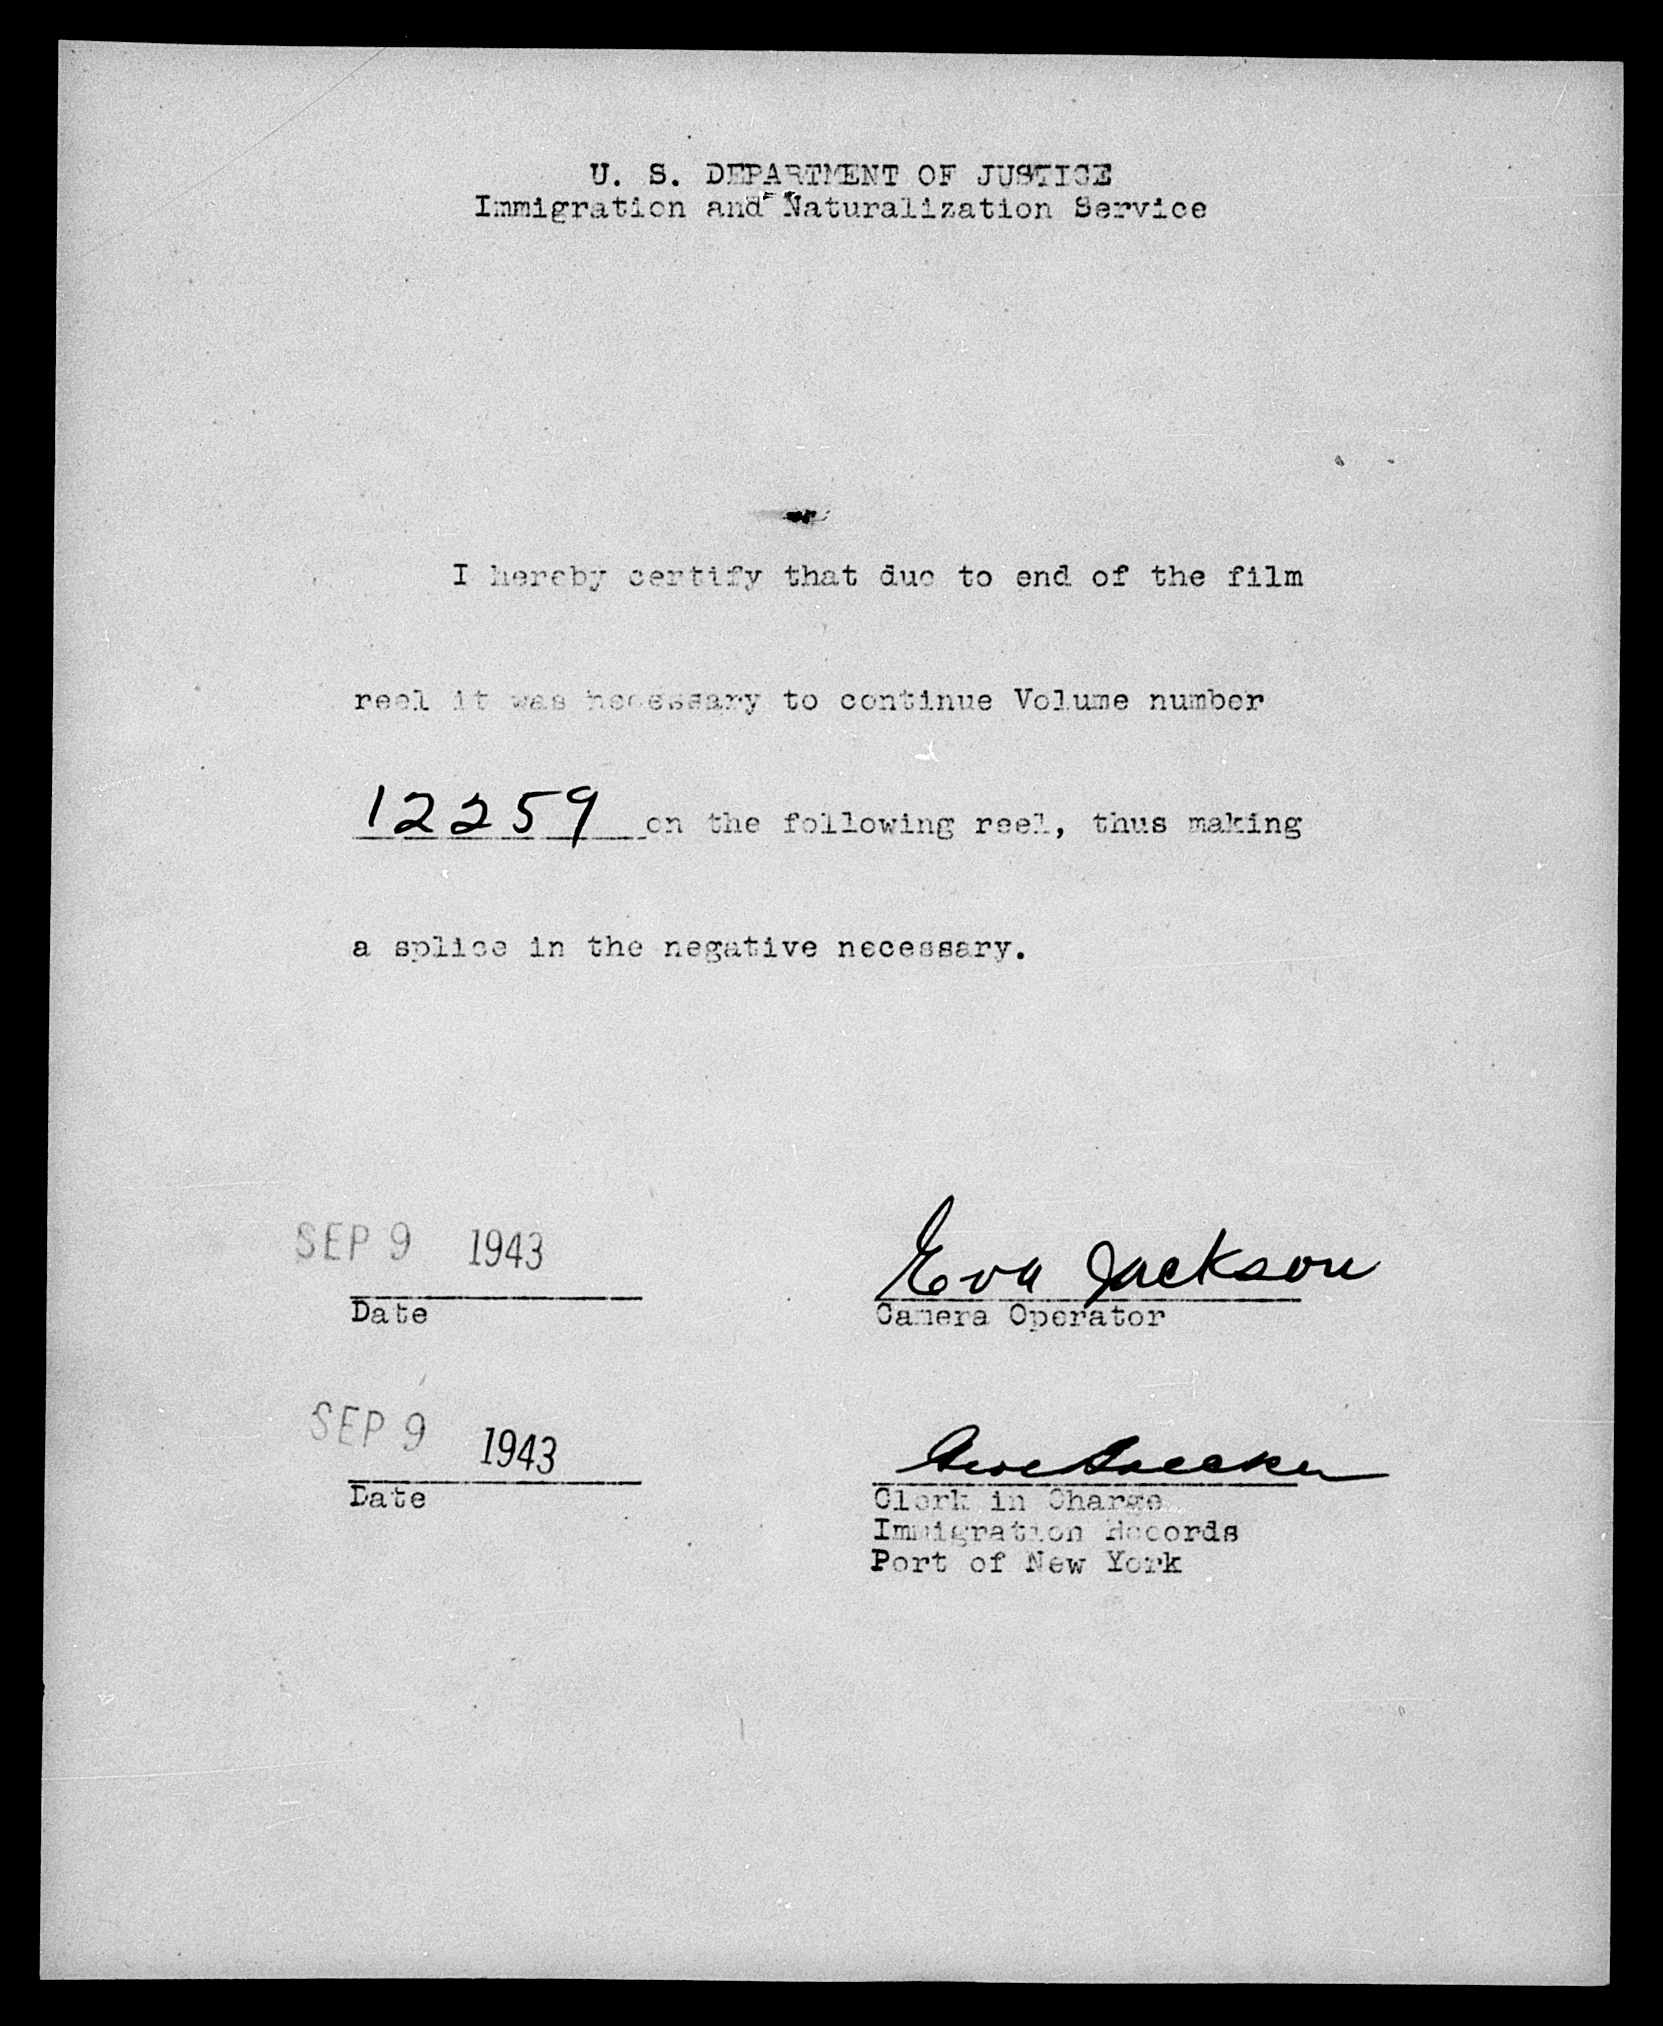 U. S. DEPARTMENT OF JUSTICE
Immigration and Naturalization Service
I hereby certify that due to end of the film
reel it was necessary to continue Volume number
12259 on the following reel, thus making
a splice in the negative necessary.
SEP 9 1943
Date
Eva Jackson
Camera Operator
SEP 9 1943
Date
Clerk in Charge
Immigration Records
Port of New York